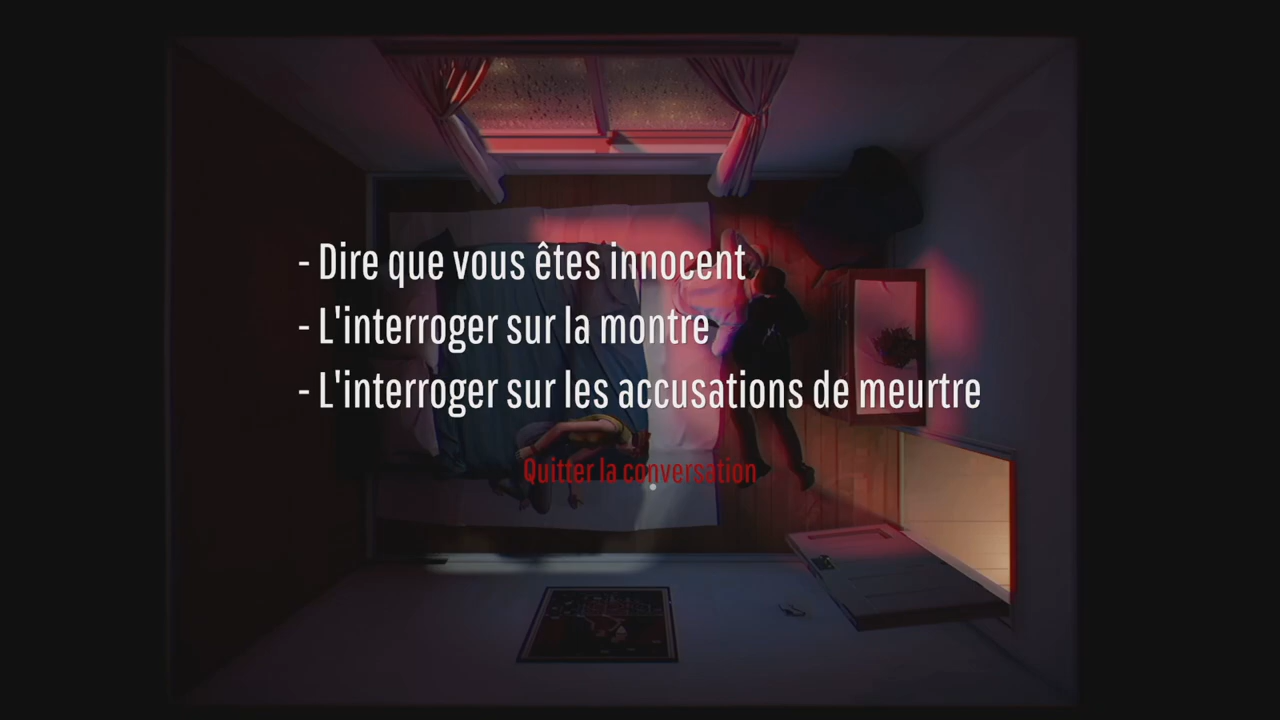 - Dire que vous êtes innocent
- L'interroger sur la montre
- L'interroger sur les accusations de meurtre
Quitter la conversation